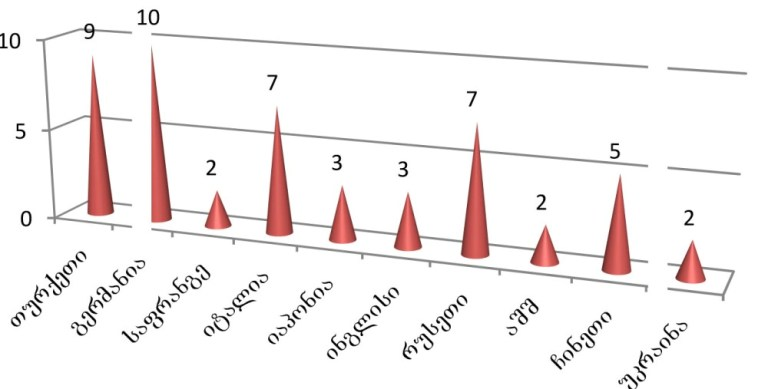 10
5
0
9
10
2
7
3
3
7
2
5
2
თურქეთი
გერმანია
საფრანგე
იტალია
იაპონია
ინგლისი
რუსეთი
აშშ
ჩინეთი
უკრაინა